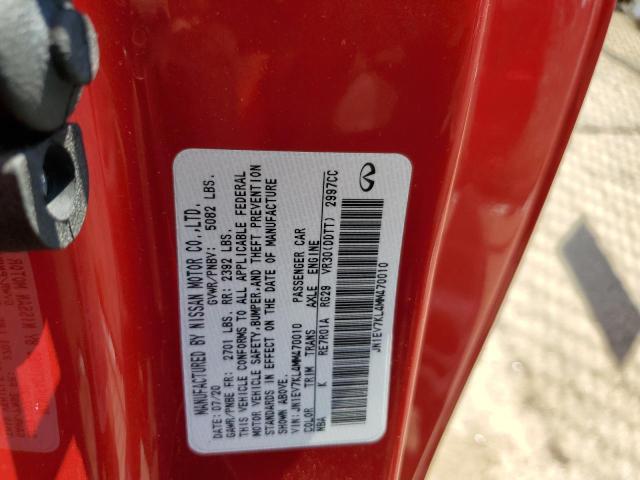 MANUFACTURED BY NISSAN MOTOR CO.,LTD.
DATE: 07/20 GVWR/PNBV: 5082 LBS.
GAWR/PNBE FR: 2701 LBS. RR: 2392 LBS.
THIS VEHICLE CONFORMS TO ALL APPLICABLE FEDERAL
MOTOR VEHICLE SAFETY,BUMPER,AND THEFT PREVENTION
STANDARDS IN EFFECT ON THE DATE OF MANUFACTURE
SHOWN ABOVE.
VIN: JN1EV7KL4MM470010 PASSENGER CAR
COLOR TRIM TRANS AXLE ENGINE
NBA K RE7R01A RG29 VR30(DDTT) 2997CC
JN1EV7KL4MM470010